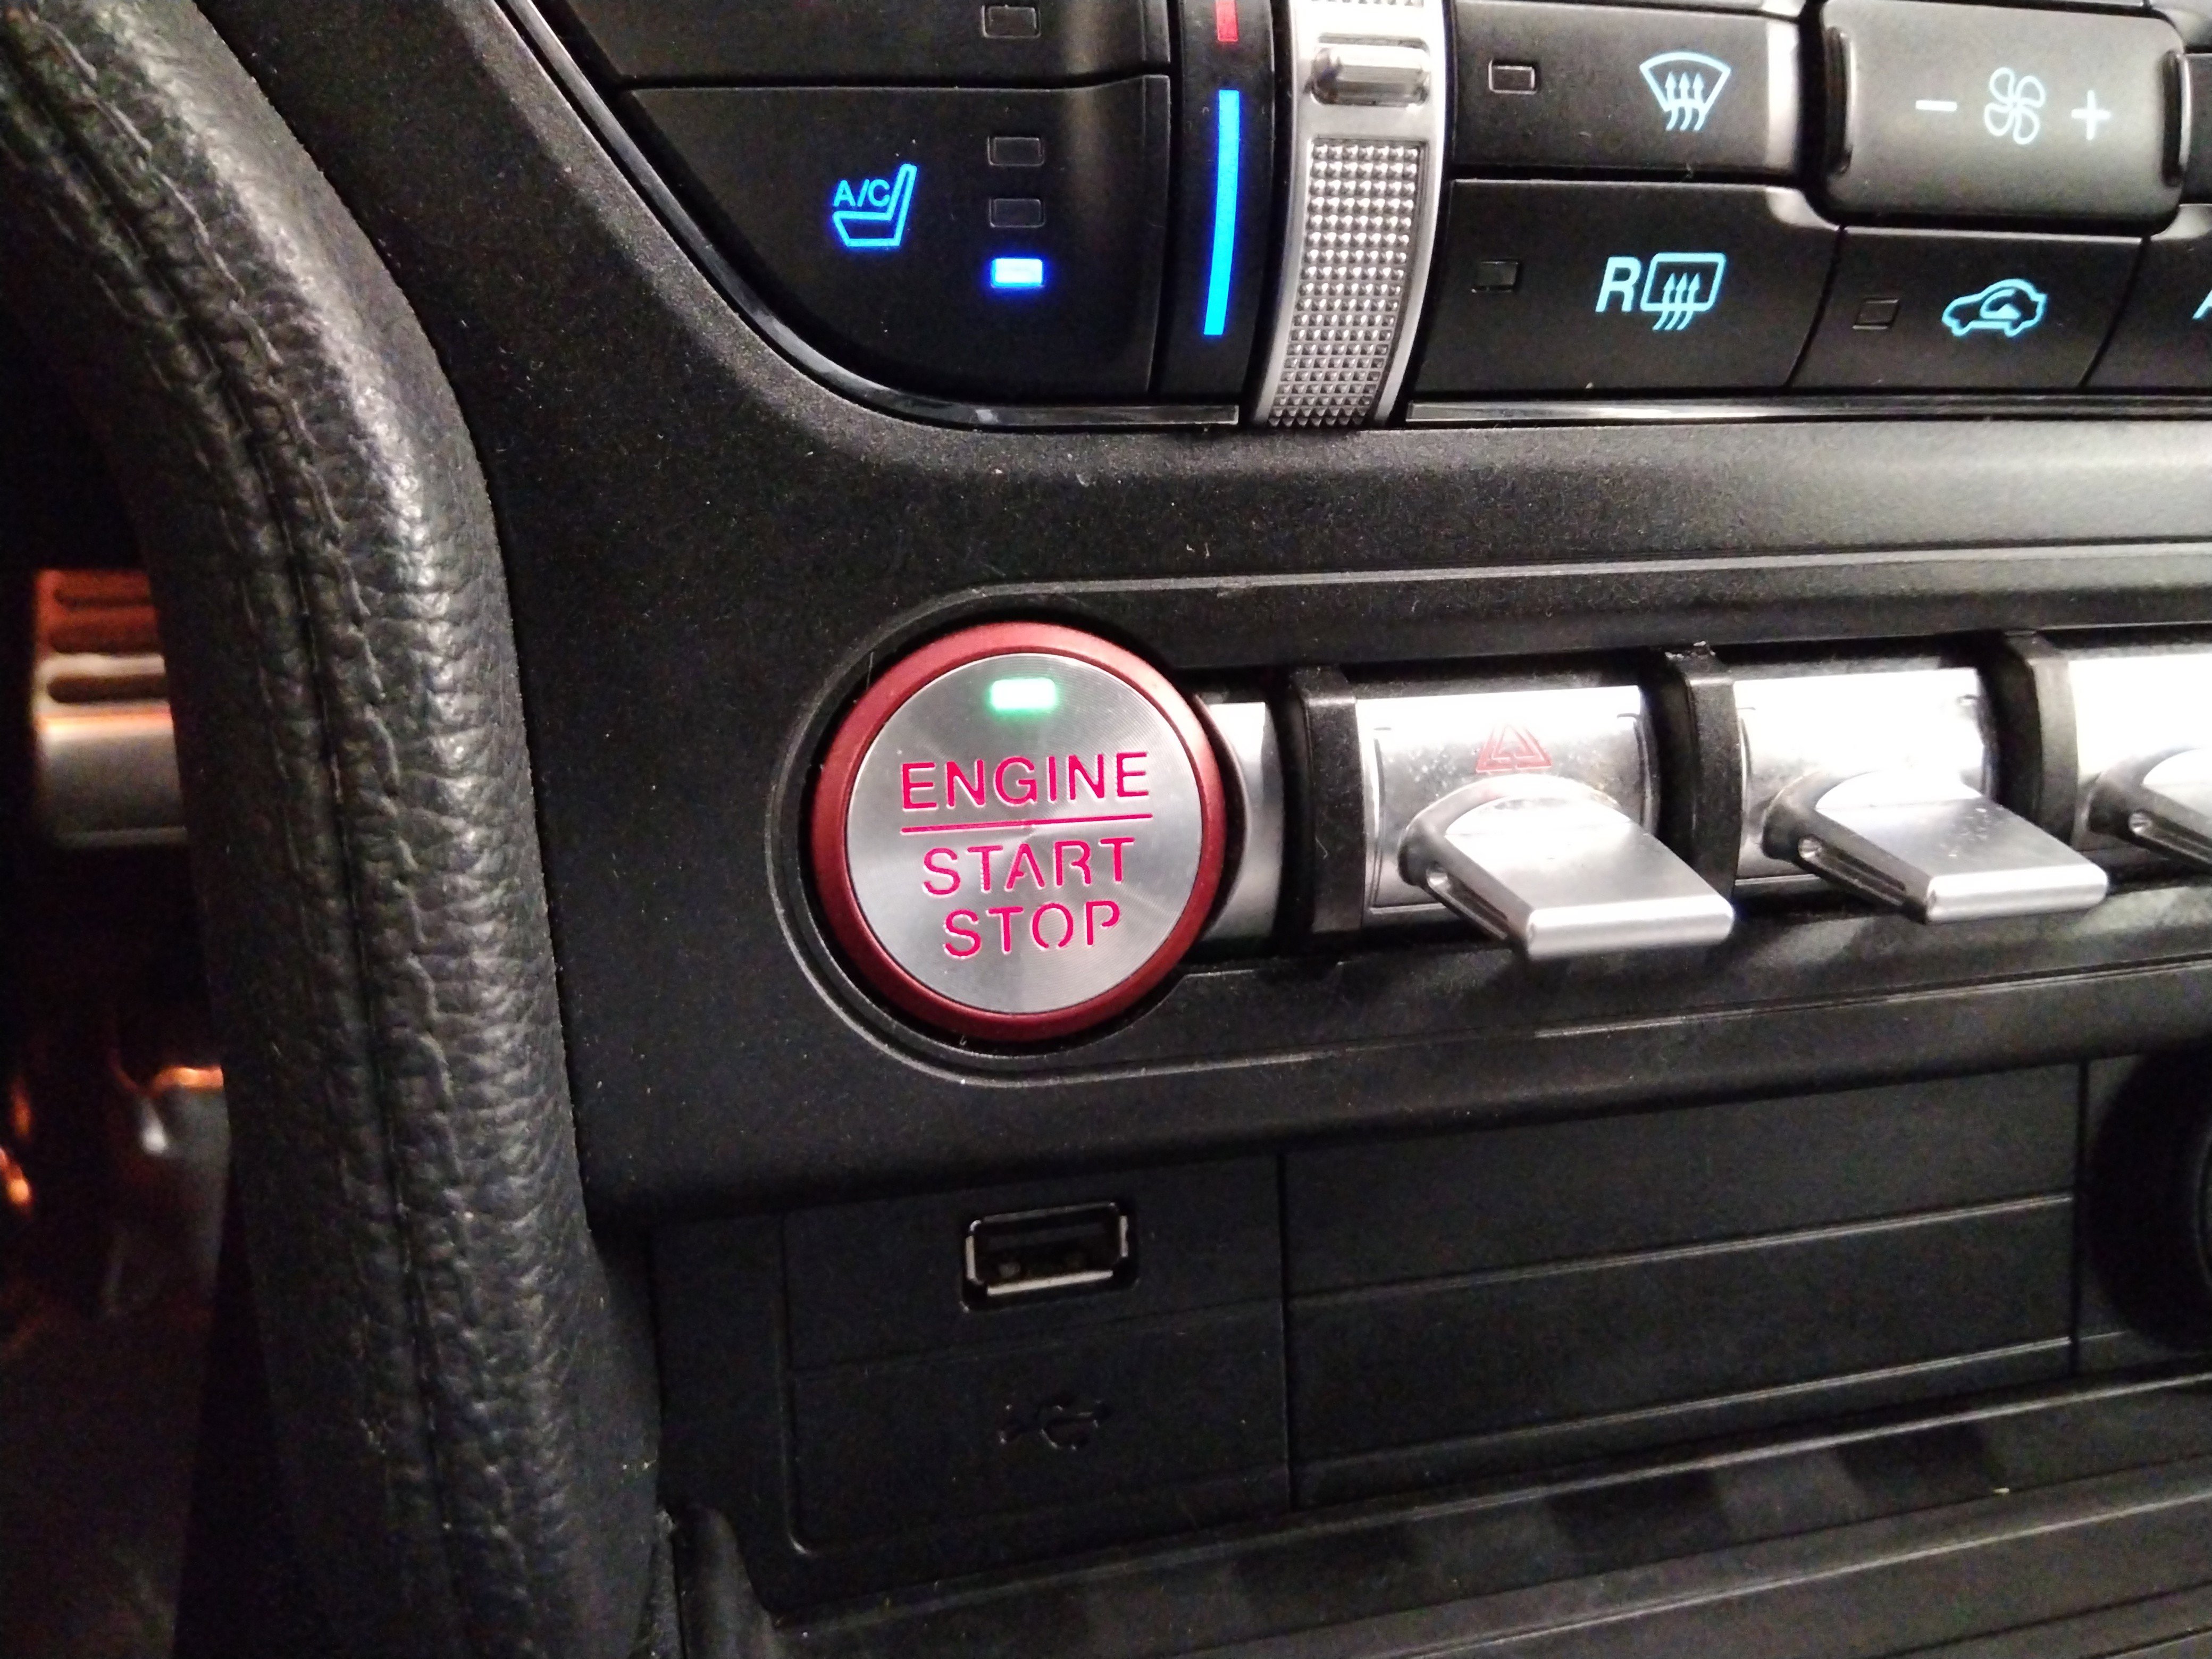 A/C
- +
R
ENGINE
START
STOP